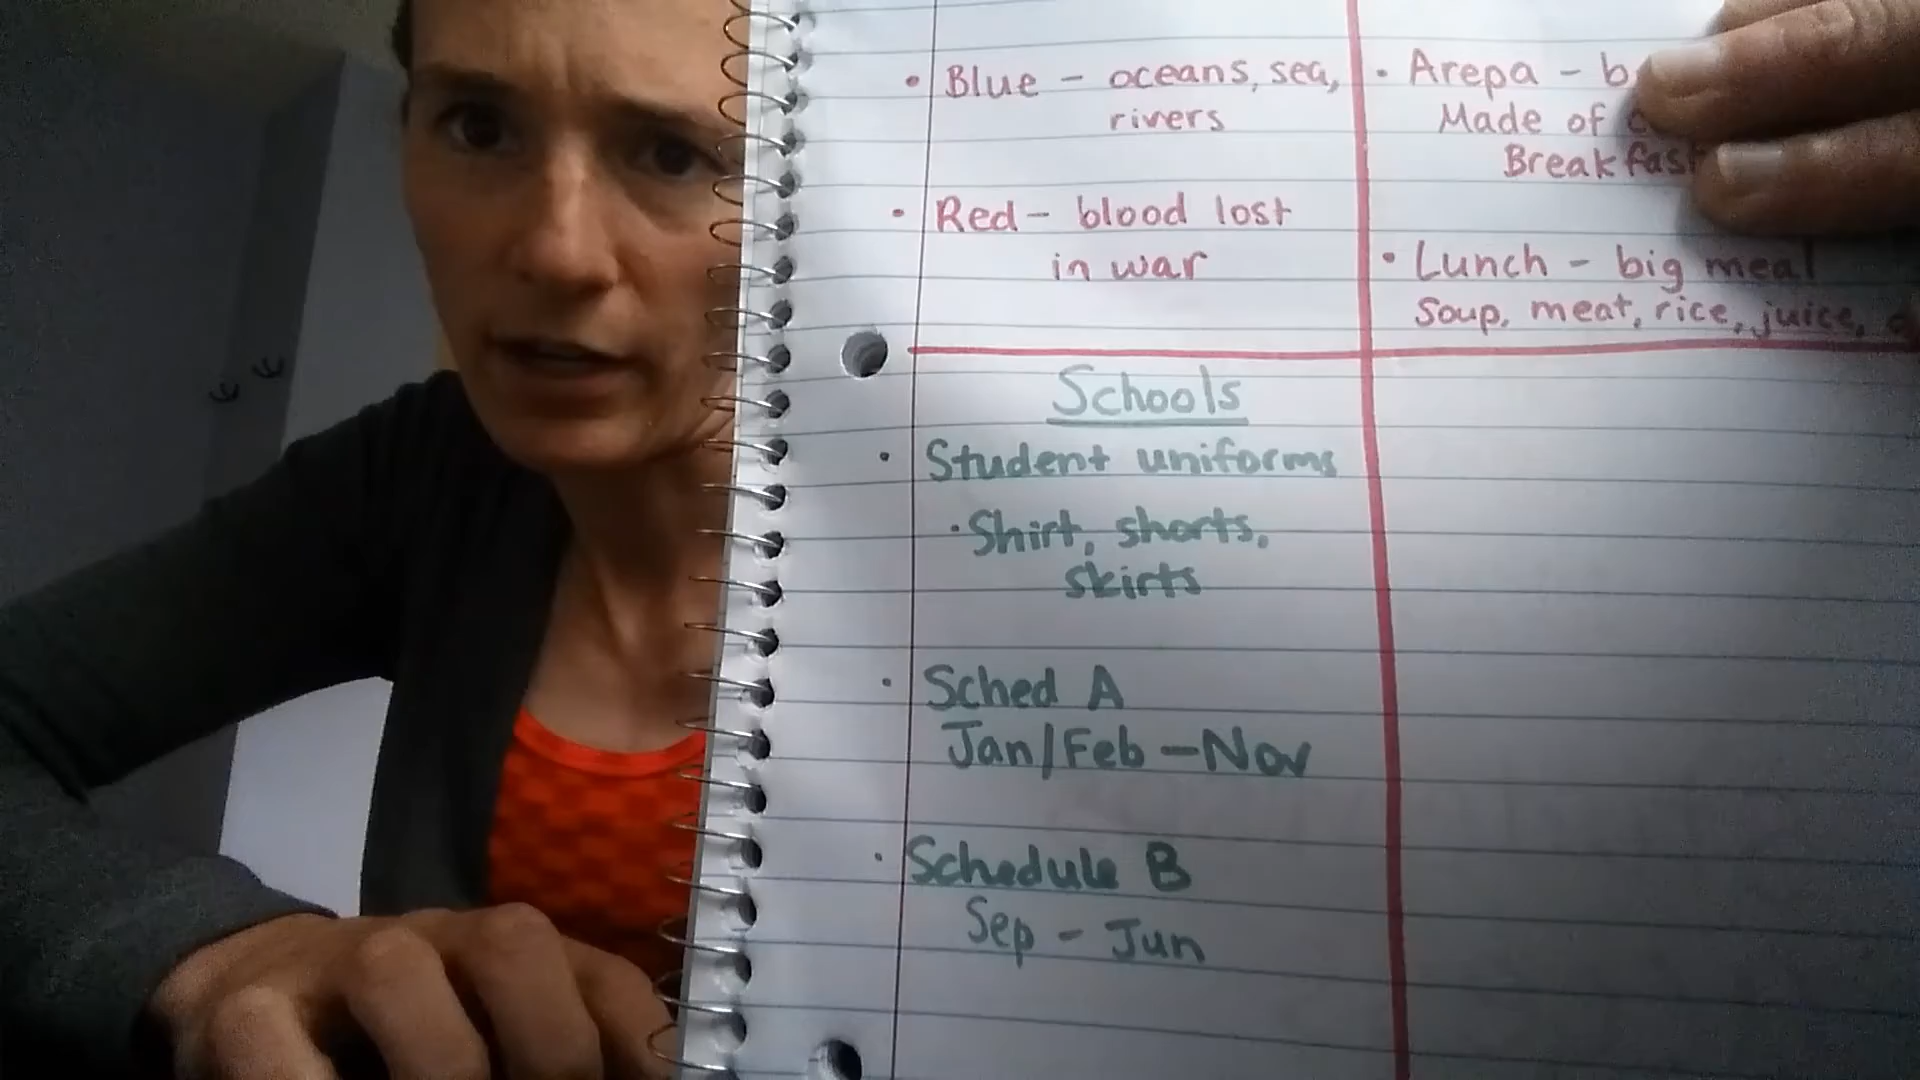 • Blue - oceans, sea,
rivers
• Red - blood lost
in war
• Arepa -
Made of
Breakfast
• Lunch - big meal
Soup, meat, rice, juice,
Schools
• Student uniforms
• Shirt, shorts,
skirts
• Sched A
Jan/Feb - Nov
• Schedule B
Sep - Jun